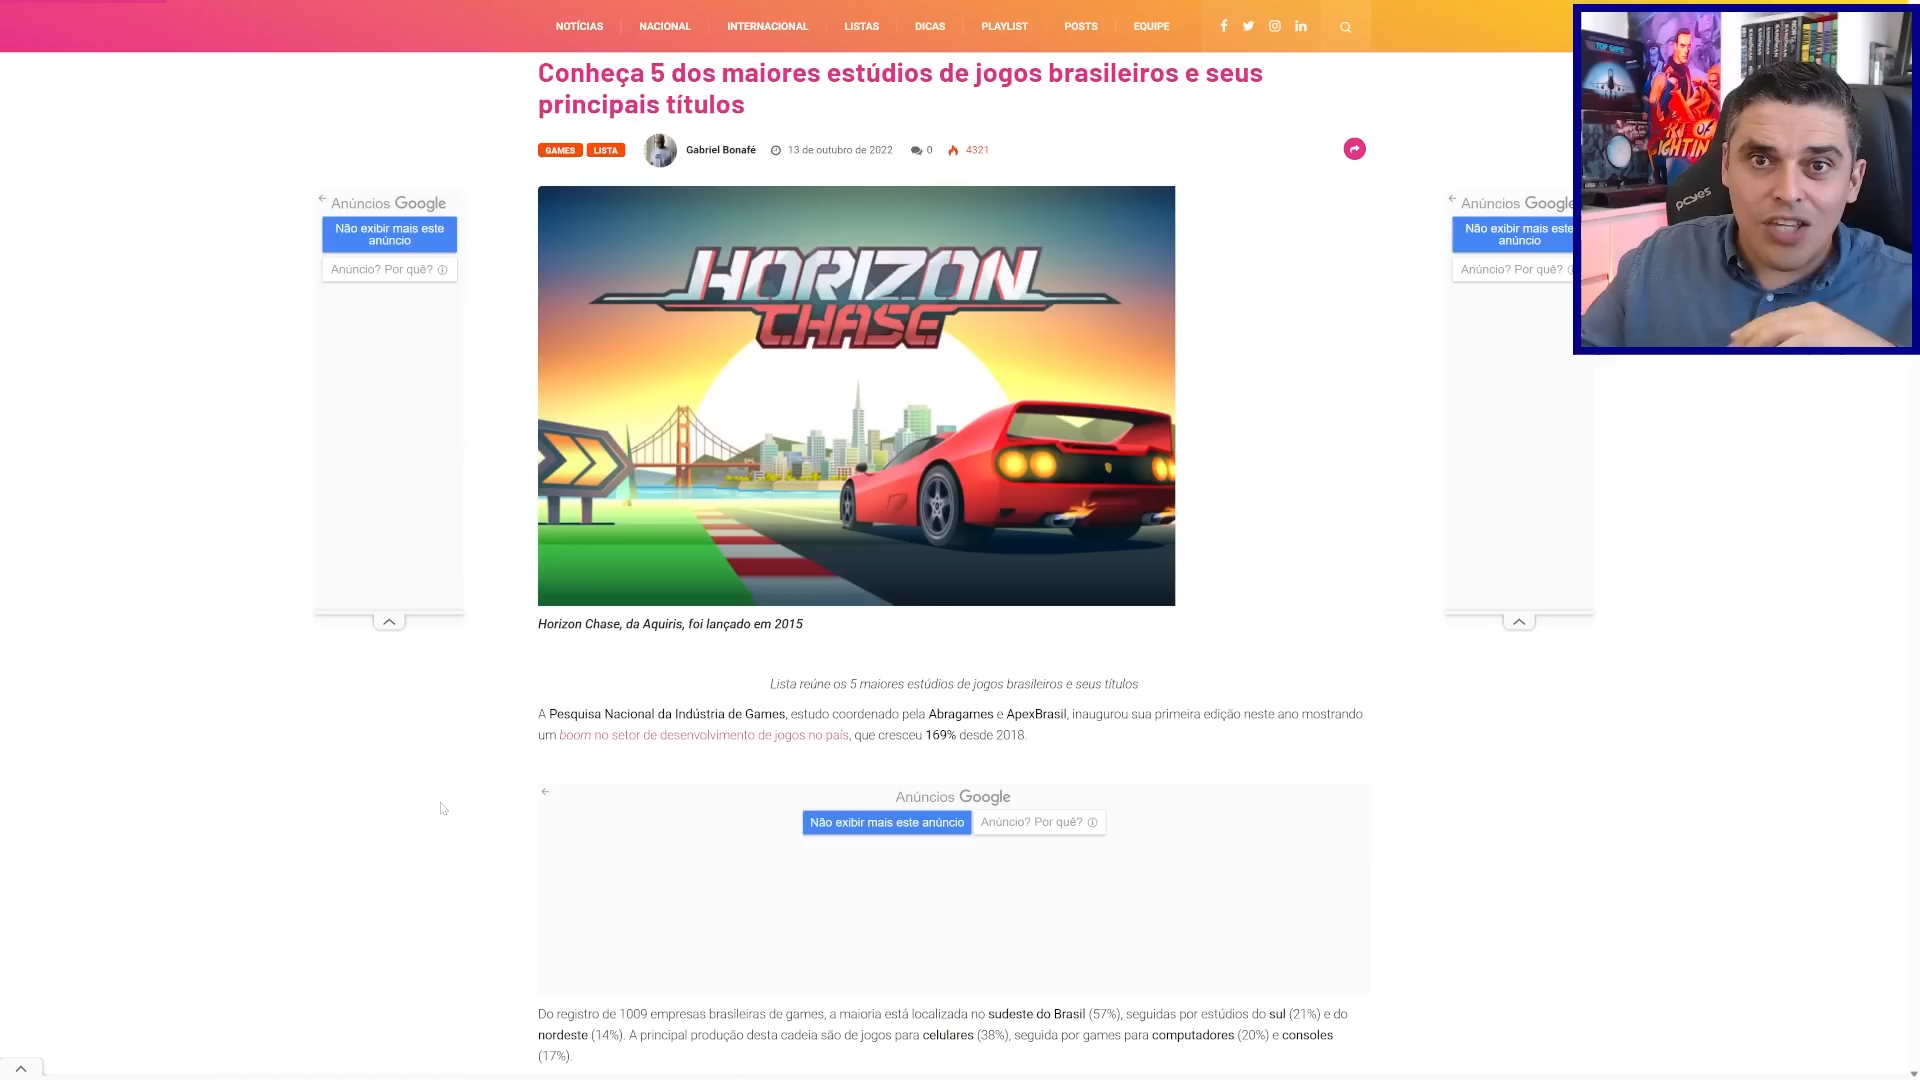 NOTÍCIAS NACIONAL INTERNACIONAL LISTAS DICAS PLAYLIST POSTS EQUIPE
Conheça 5 dos maiores estúdios de jogos brasileiros e seus
principais títulos
GAMES LISTA Gabriel Bonafé 13 de outubro de 2022 0 4321
Anúncios Google
Não exibir mais este
anúncio
Anúncio? Por quê?
HORIZON
CHASE
Anúncios Google
Não exibir mais este
anúncio
Anúncio? Por quê?
TOP GEAR
pcyes
Horizon Chase, da Aquiris, foi lançado em 2015
Lista reúne os 5 maiores estúdios de jogos brasileiros e seus títulos
A Pesquisa Nacional da Indústria de Games, estudo coordenado pela Abragames e ApexBrasil, inaugurou sua primeira edição neste ano mostrando
um boom no setor de desenvolvimento de jogos no país, que cresceu 169% desde 2018.
Anúncios Google
Não exibir mais este anúncio Anúncio? Por quê?
Do registro de 1009 empresas brasileiras de games, a maioria está localizada no sudeste do Brasil (57%), seguidas por estúdios do sul (21%) e do
nordeste (14%). A principal produção desta cadeia são de jogos para celulares (38%), seguida por games para computadores (20%) e consoles
(17%).